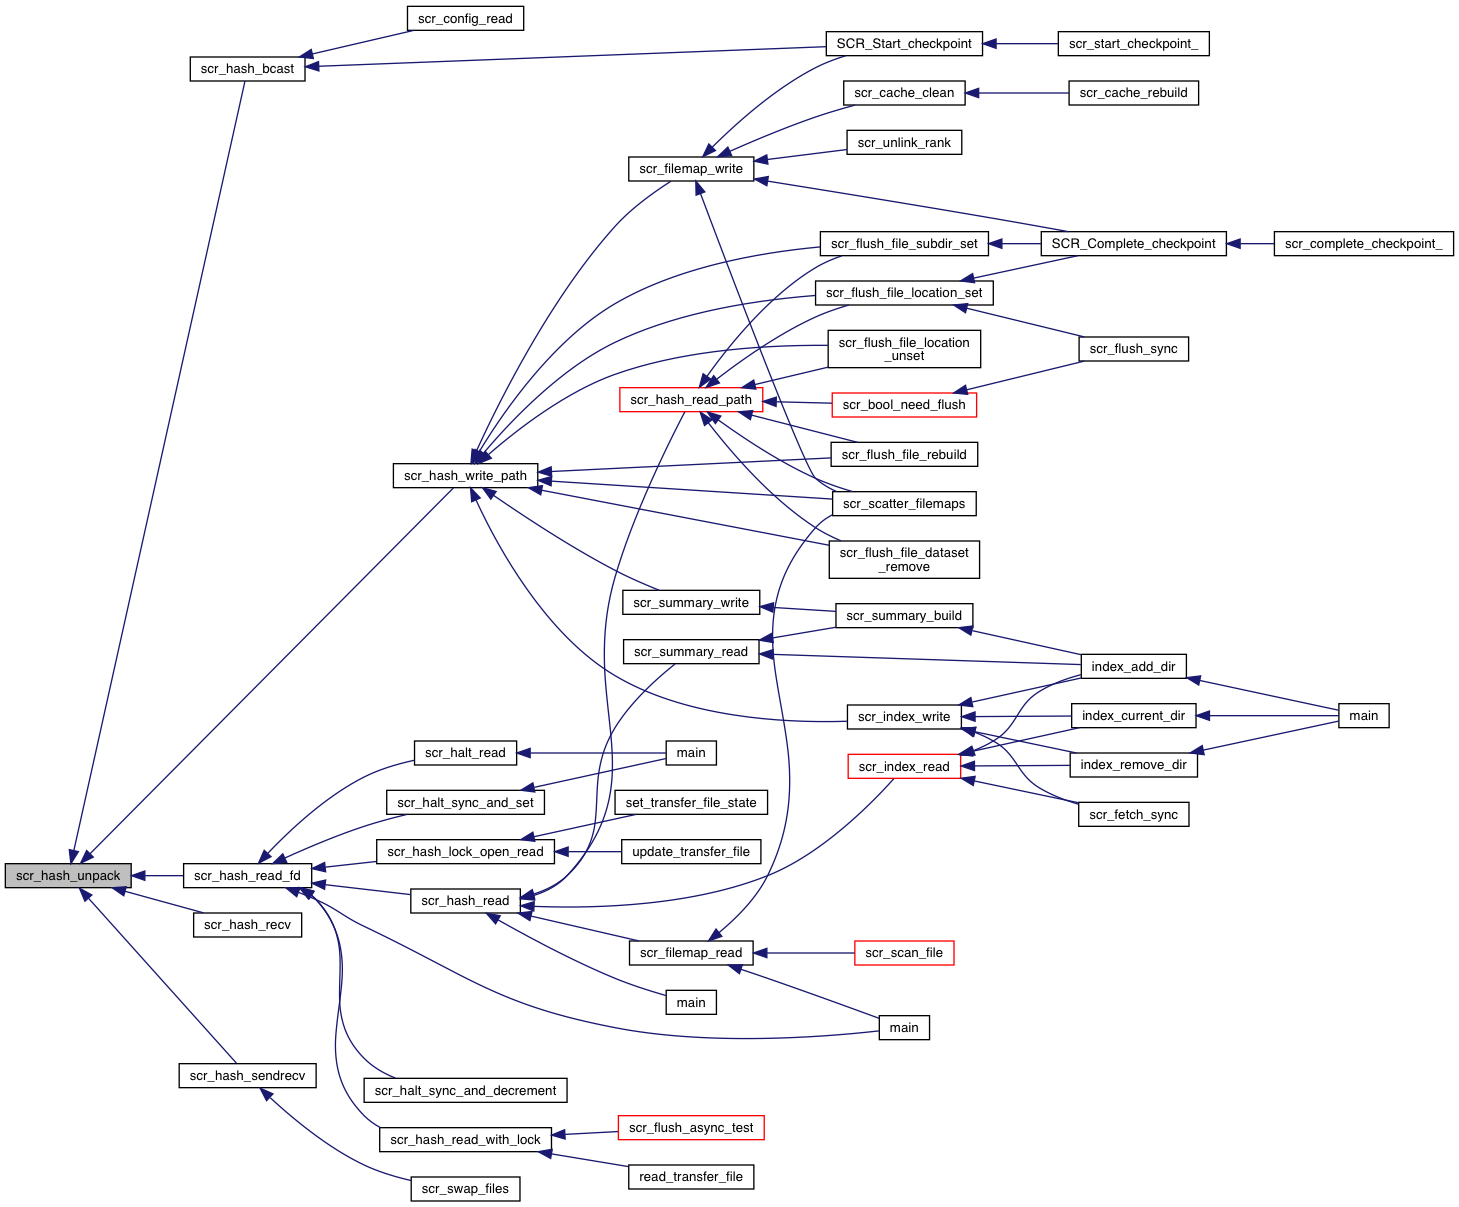 scr_config_read
SCR_Start_checkpoint
scr_start_checkpoint_
scr_hash_bcast
scr_cache_clean
scr_cache_rebuild
scr_unlink_rank
scr_filemap_write
scr_flush_file_subdir_set
SCR_Complete_checkpoint
scr_complete_checkpoint_
scr_flush_file_location_set
scr_flush_file_location
_unset
scr_flush_sync
scr_hash_read_path
scr_bool_need_flush
scr_flush_file_rebuild
scr_hash_write_path
scr_scatter_filemaps
scr_flush_file_dataset
_remove
scr_summary_write
scr_summary_build
scr_summary_read
index_add_dir
scr_index_write
index_current_dir
main
scr_halt_read
main
scr_index_read
index_remove_dir
scr_halt_sync_and_set
set_transfer_file_state
scr_fetch_sync
scr_hash_lock_open_read
update_transfer_file
scr_hash_unpack
scr_hash_read_fd
scr_hash_read
scr_hash_recv
scr_filemap_read
scr_scan_file
main
main
scr_hash_sendrecv
scr_halt_sync_and_decrement
scr_flush_async_test
scr_hash_read_with_lock
read_transfer_file
scr_swap_files